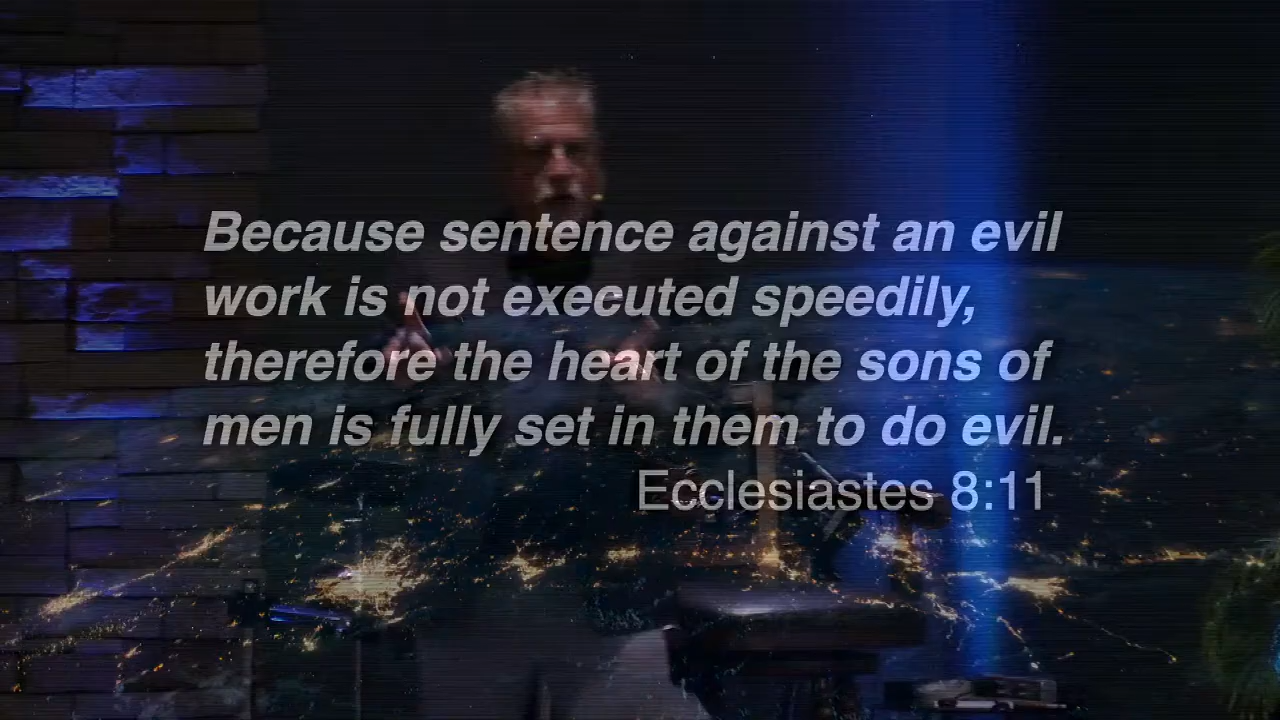 Because sentence against an evil
work is not executed speedily,
therefore the heart of the sons of
men is fully set in them to do evil.
Ecclesiastes 8:11